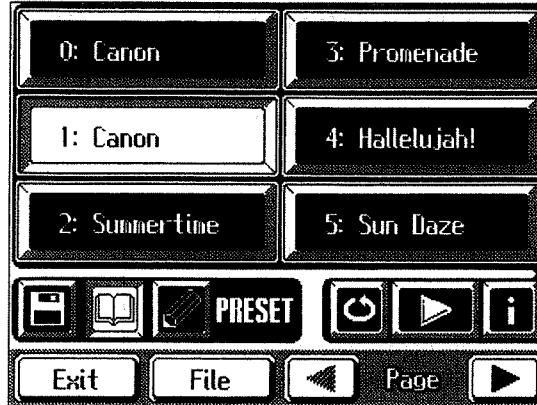 0: Canon
3: Promenade
1: Canon
4: Hallelujah!
2: Summertime
5: Sun Daze
PRESET
i
Exit
File
Page